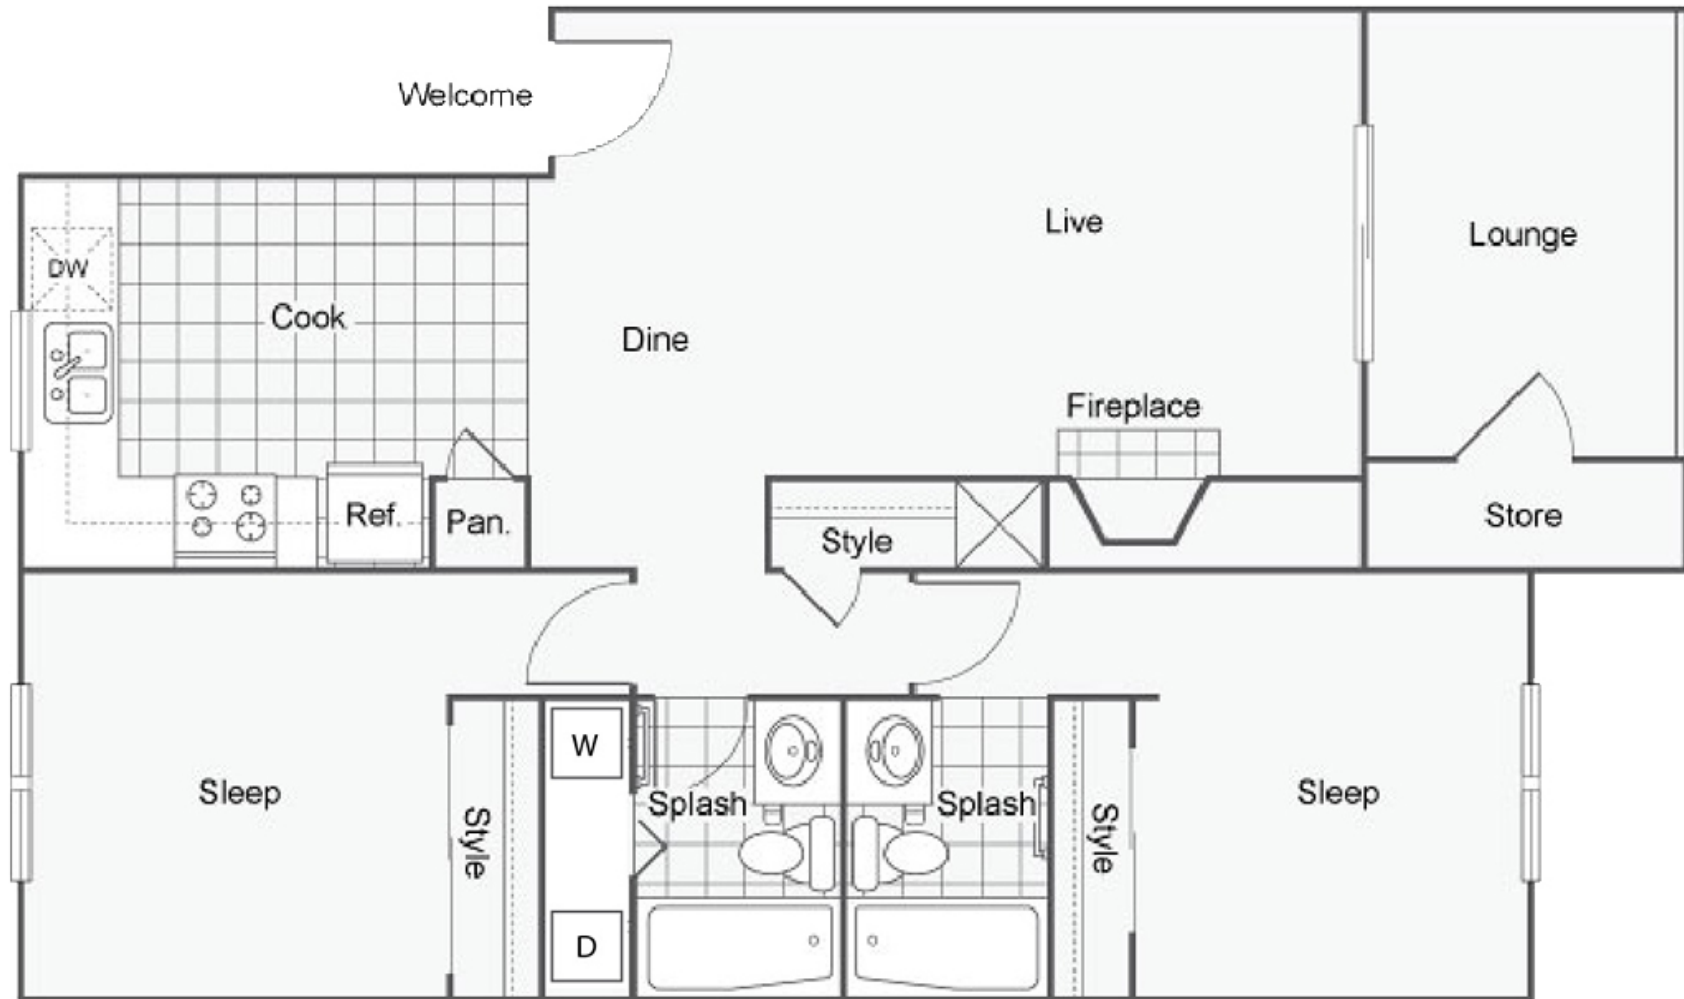 Welcome
Live
Lounge
DW
Cook
Dine
Fireplace
Ref.
Pan.
Style
Store
W
Sleep
Splash
Splash
Sleep
Style
Style
D